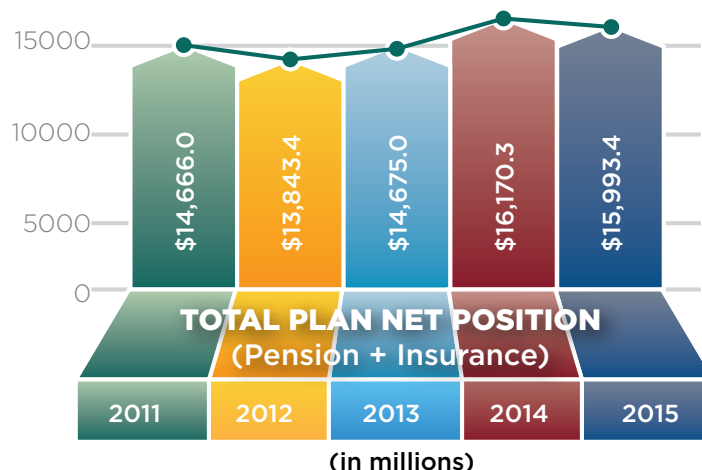 15000
10000
5000
0
$14,666.0
$13,843.4
$14,675.0
$16,170.3
$15,993.4
TOTAL PLAN NET POSITION
(Pension + Insurance)
2011 2012 2013 2014 2015
(in millions)